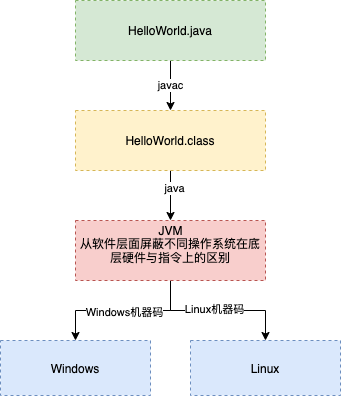 HelloWorld.java
javac
HelloWorld.class
java
JVM
从软件层面屏蔽不同操作系统在底
层硬件与指令上的区别
Windows机器码
Linux机器码
Windows
Linux